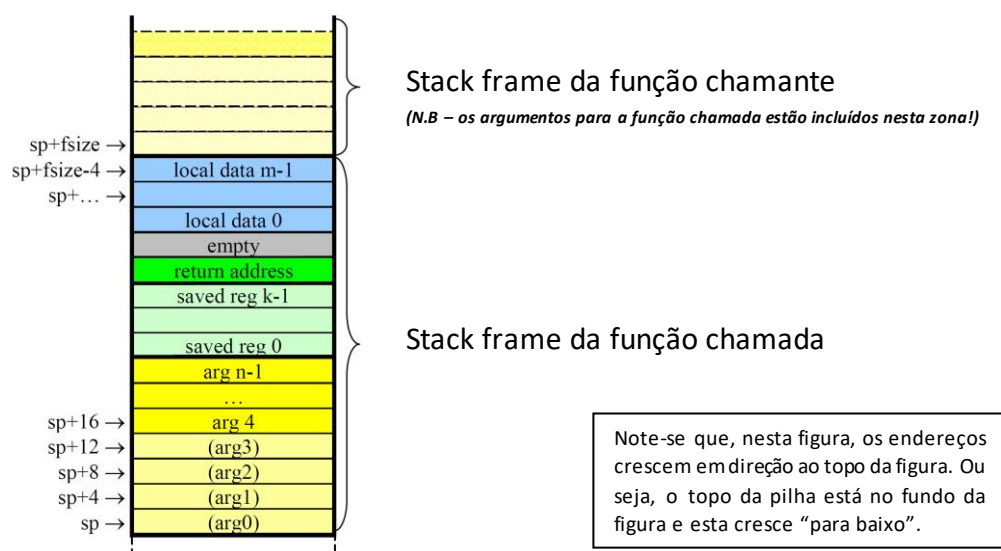 Stack frame da função chamante
(N.B – os argumentos para a função chamada estão incluídos nesta zona!)
sp+fsize →
sp+fsize-4 → local data m-1
sp+… →
local data 0
empty
return address
saved reg k-1
Stack frame da função chamada
saved reg 0
arg n-1
…
sp+16 → arg 4
sp+12 → (arg3)
sp+8 → (arg2)
sp+4 → (arg1)
sp → (arg0)
Note-se que, nesta figura, os endereços
crescem em direção ao topo da figura. Ou
seja, o topo da pilha está no fundo da
figura e esta cresce “para baixo”.